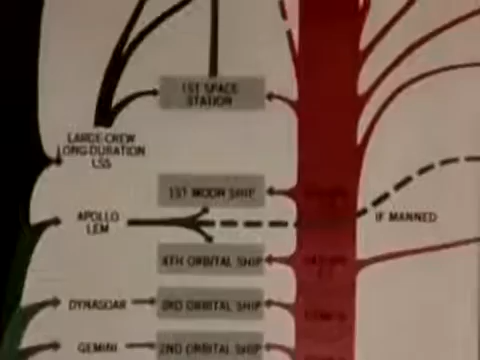 1ST SPACE
STATION
LARGE-CREW
LONG-DURATION
LSS
1ST MOON SHIP
APOLLO
LEM
IF MANNED
4TH ORBITAL SHIP
DYNASOAR
3RD ORBITAL SHIP
GEMINI
2ND ORBITAL SHIP